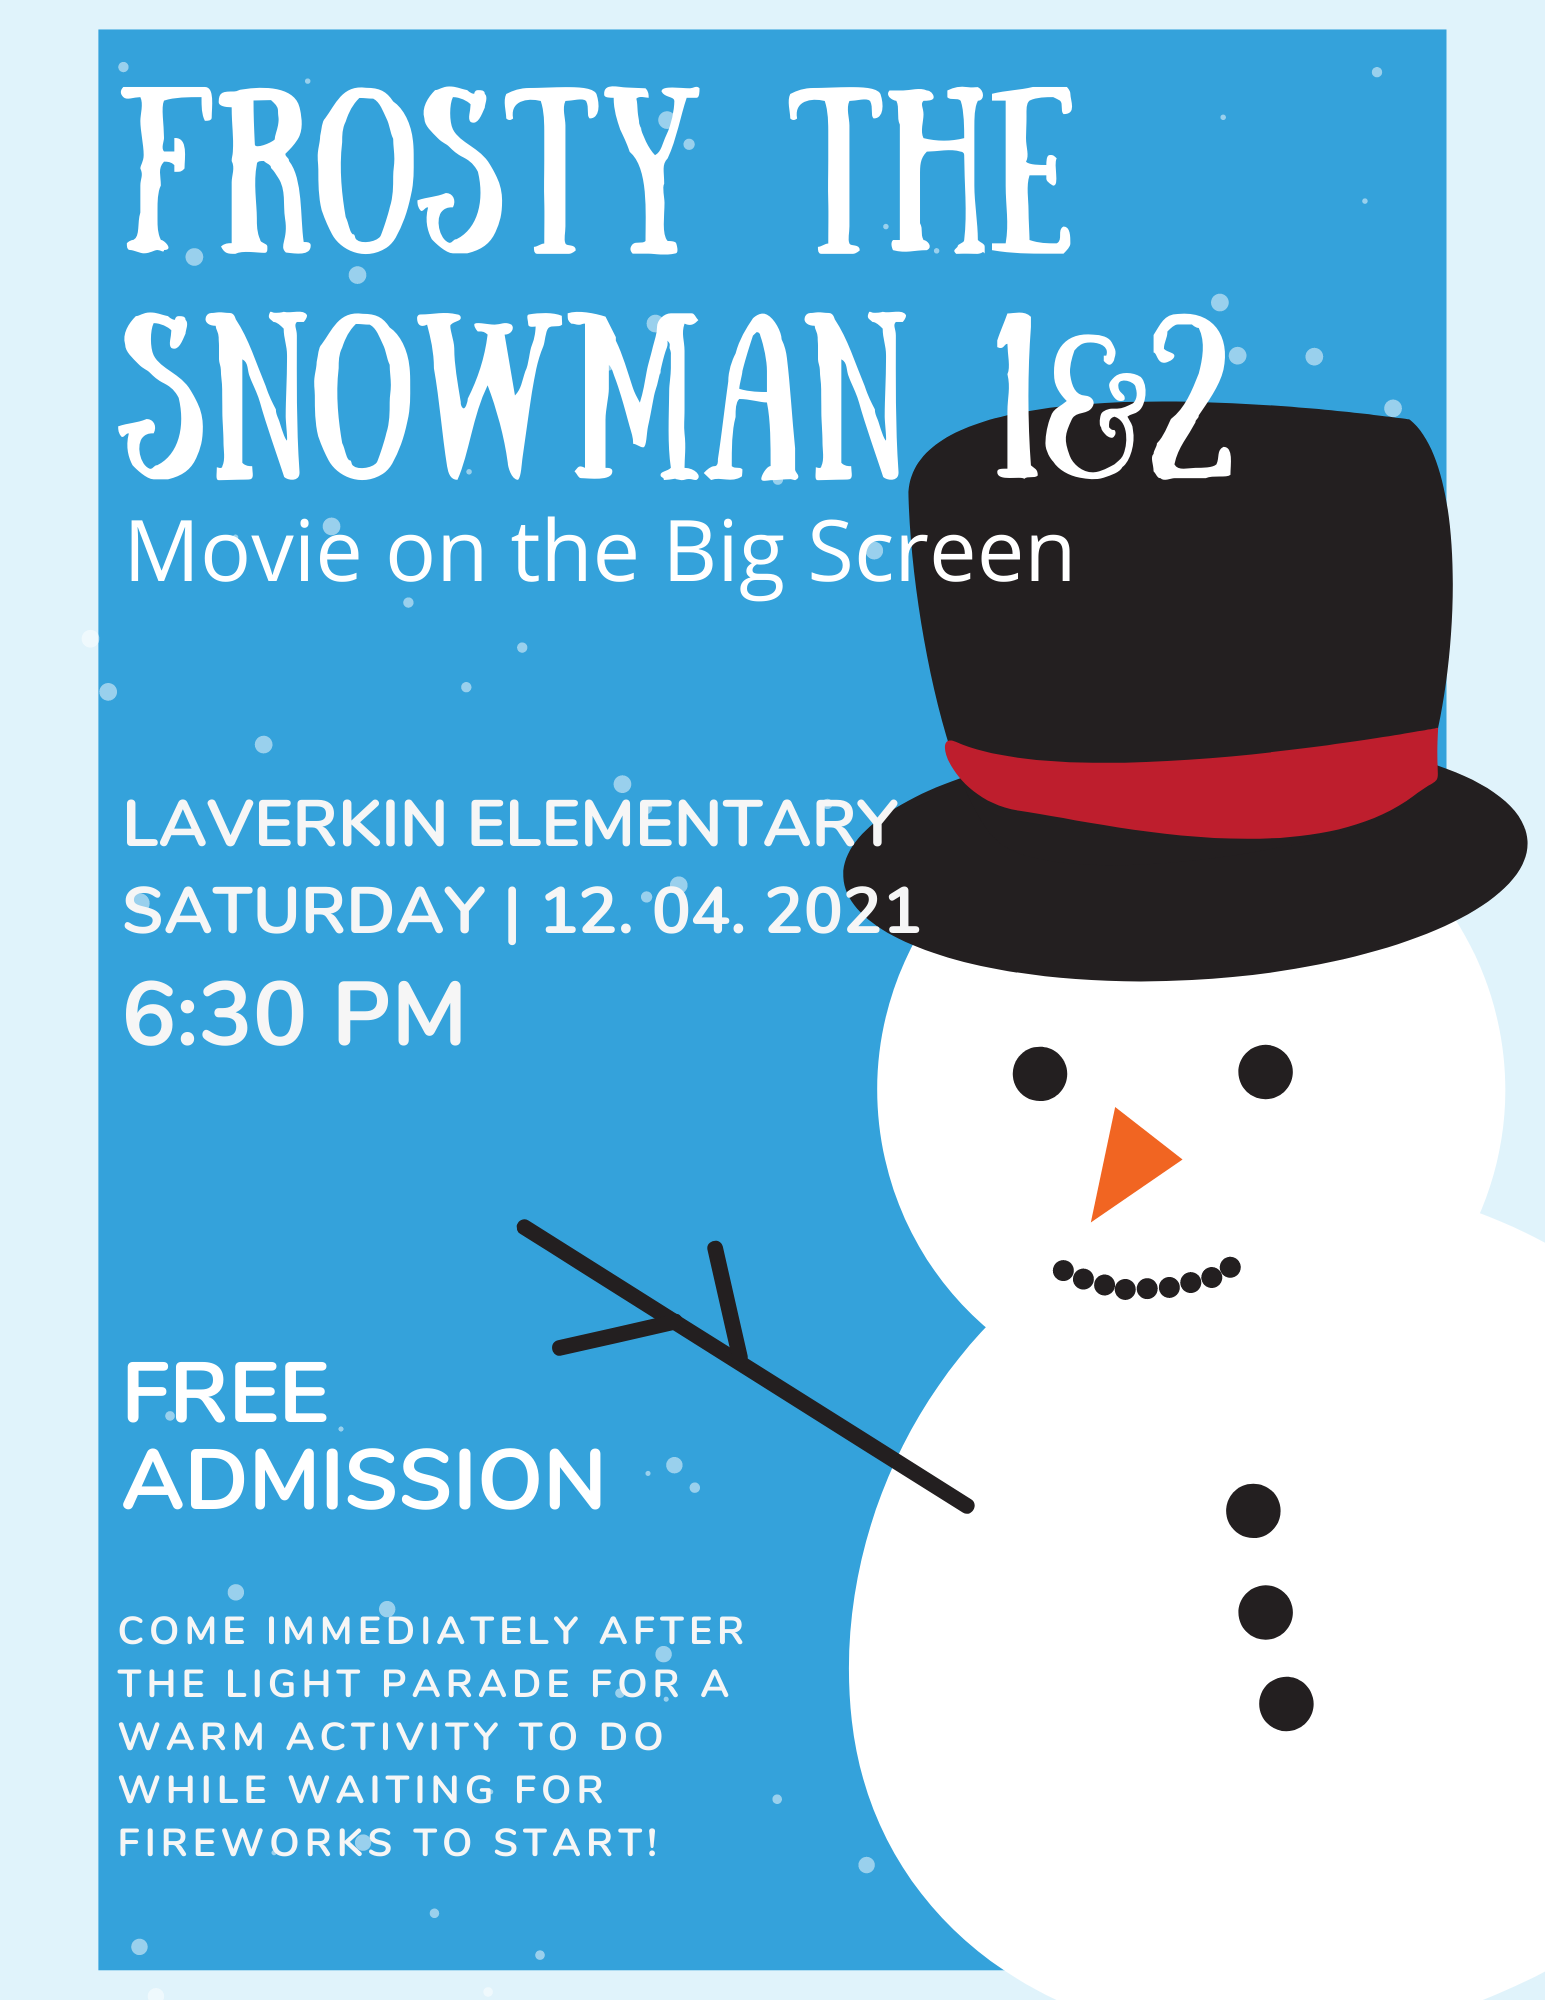 FROSTY THE
SNOWMAN 1&2
Movie on the Big Screen
LAVERKIN ELEMENTARY
SATURDAY | 12. 04. 2021
6:30 PM
FREE
ADMISSION
COME IMMEDIATELY AFTER
THE LIGHT PARADE FOR A
WARM ACTIVITY TO DO
WHILE WAITING FOR
FIREWORKS TO START!